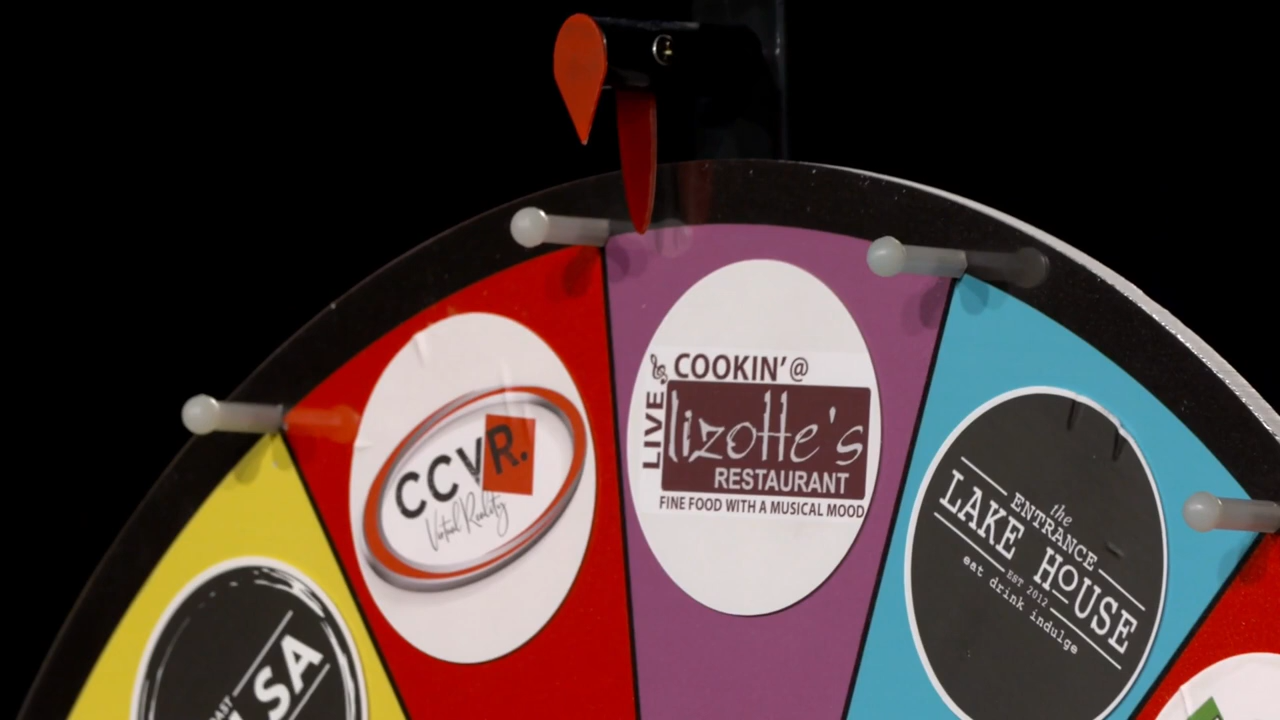 CCVR.
Virtual Reality
LIVE COOKIN' @
lizotte's
RESTAURANT
FINE FOOD WITH A MUSICAL MOOD
the
ENTRANCE
LAKE HOUSE
EST 2012
eat drink indulge